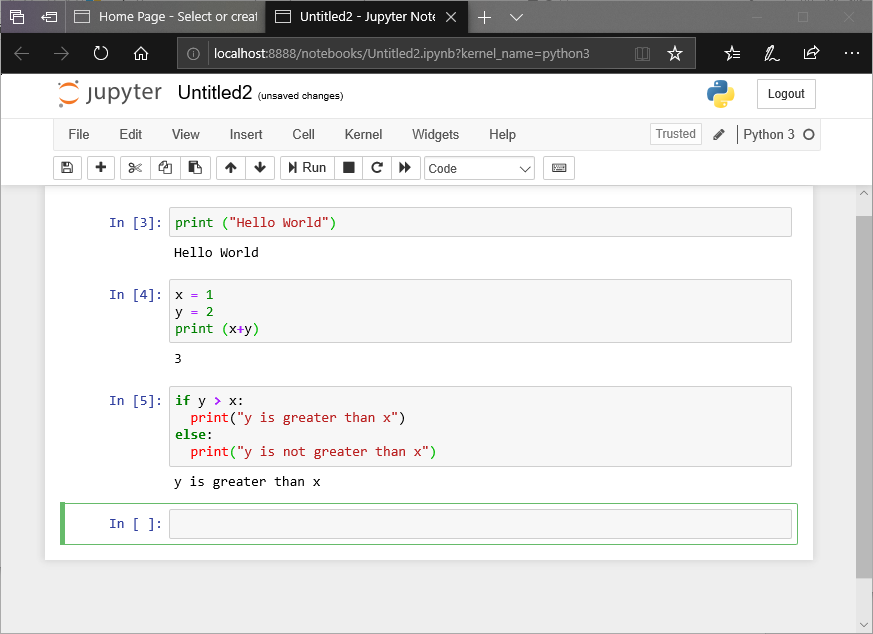 Home Page - Select or creat
Untitled2 - Jupyter Note
localhost:8888/notebooks/Untitled2.ipynb?kernel_name=python3
jupyter Untitled2 (unsaved changes)
Logout
File Edit View Insert Cell Kernel Widgets Help
Trusted
Python 3
Run
Code
In [3]: print ("Hello World")
Hello World
In [4]: x = 1
y = 2
print (x+y)
3
In [5]: if y > x:
print("y is greater than x")
else:
print("y is not greater than x")
y is greater than x
In [ ]: